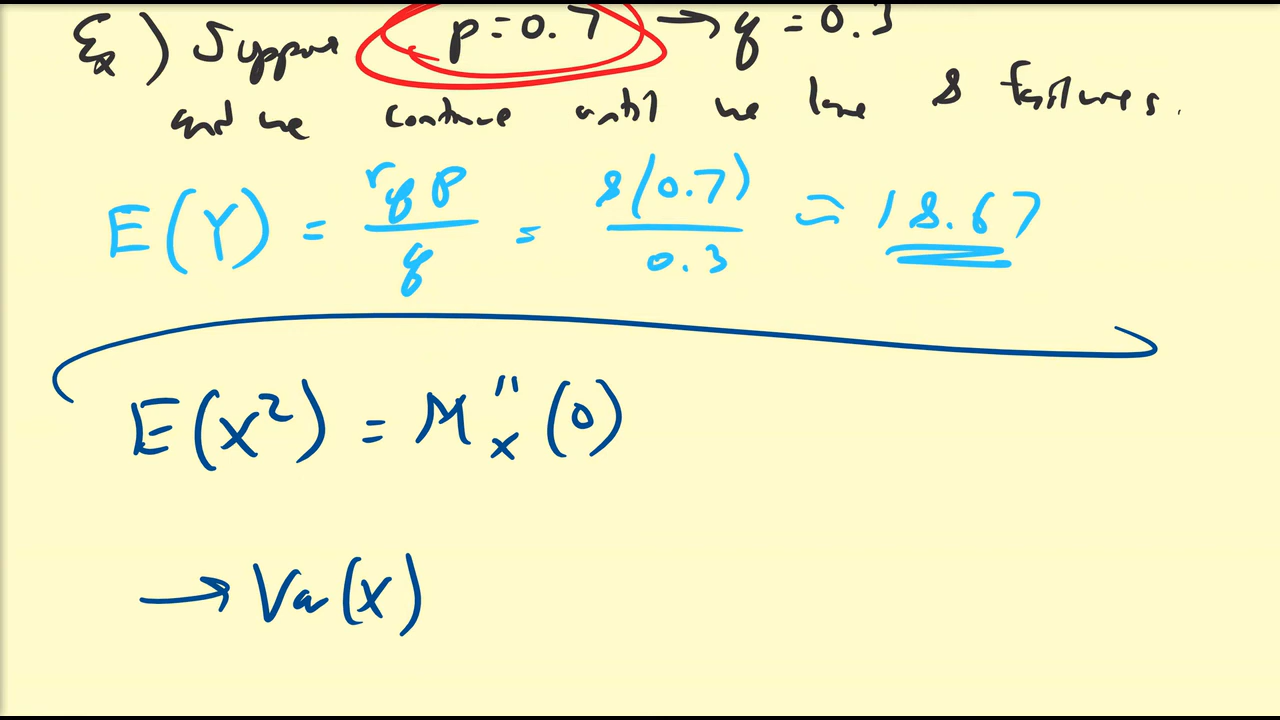 Ex) Suppose p = 0.7 → q = 0.3
and we continue until we have 8 failures.
E(Y) = r p / q = 8(0.7) / 0.3 ≈ 18.67
E(X²) = M''ₓ(0)
→ Var(X)